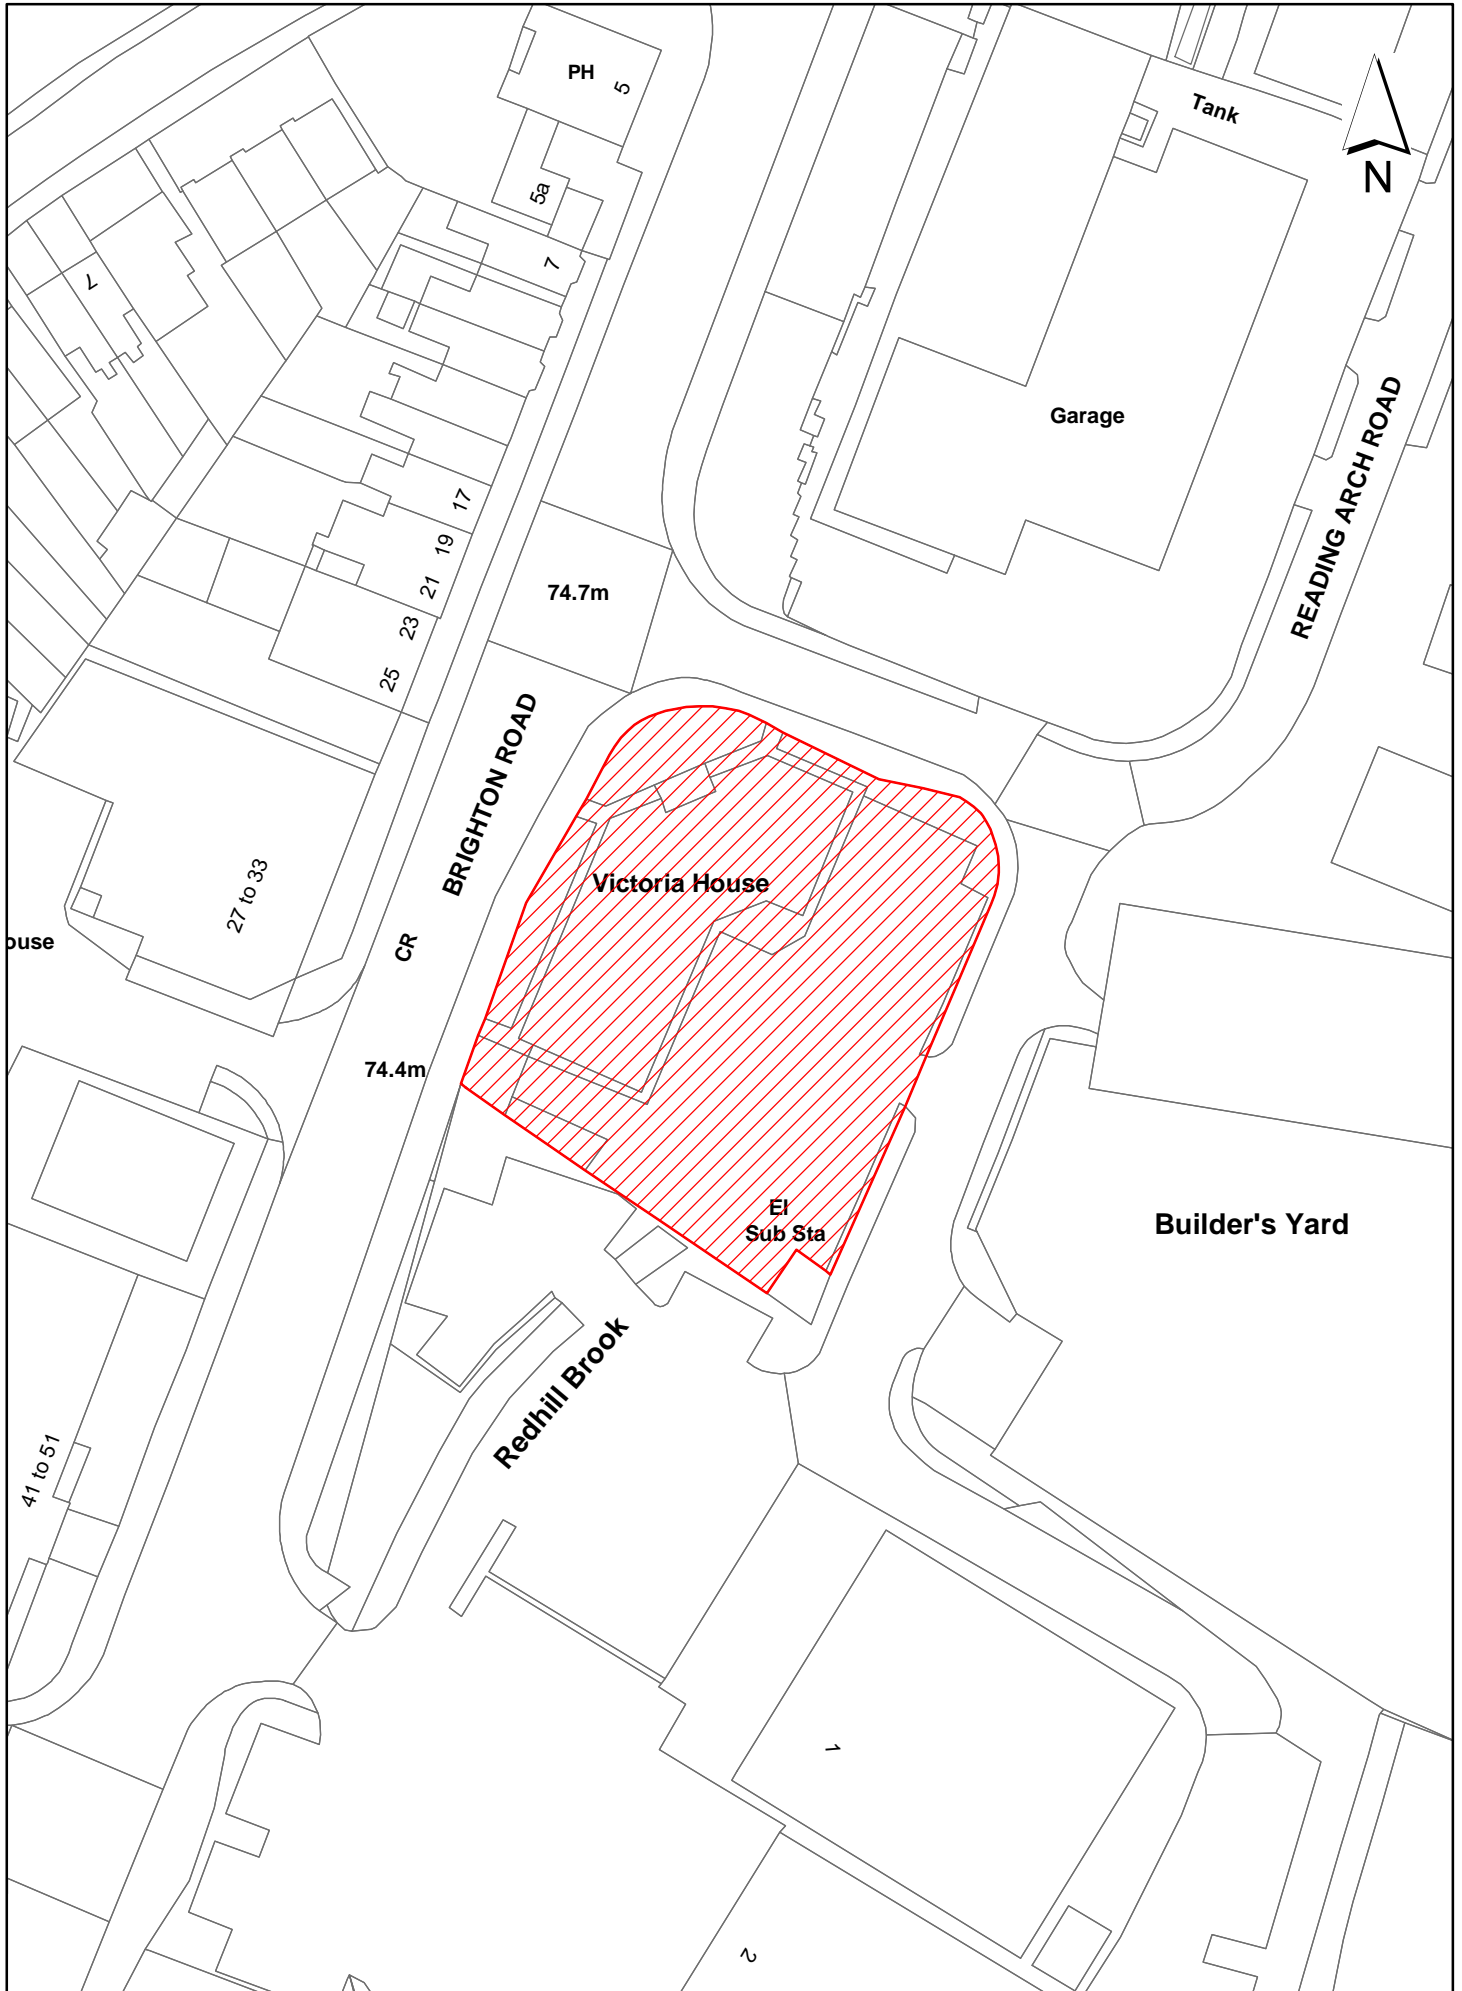 PH
5
Tank
N
5a
7
7
Garage
READING ARCH ROAD
17
19
74.7m
21
23
25
BRIGHTON ROAD
Victoria House
27 to 33
ouse
CR
74.4m
El
Sub Sta
Builder's Yard
Redhill Brook
41 to 51
1
2